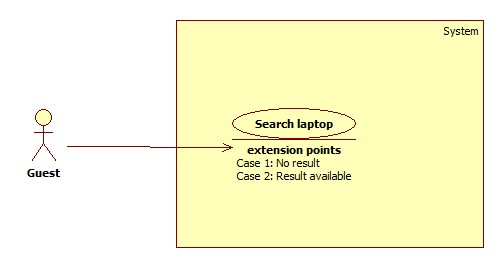 System
Search laptop
extension points
Case 1: No result
Case 2: Result available
Guest